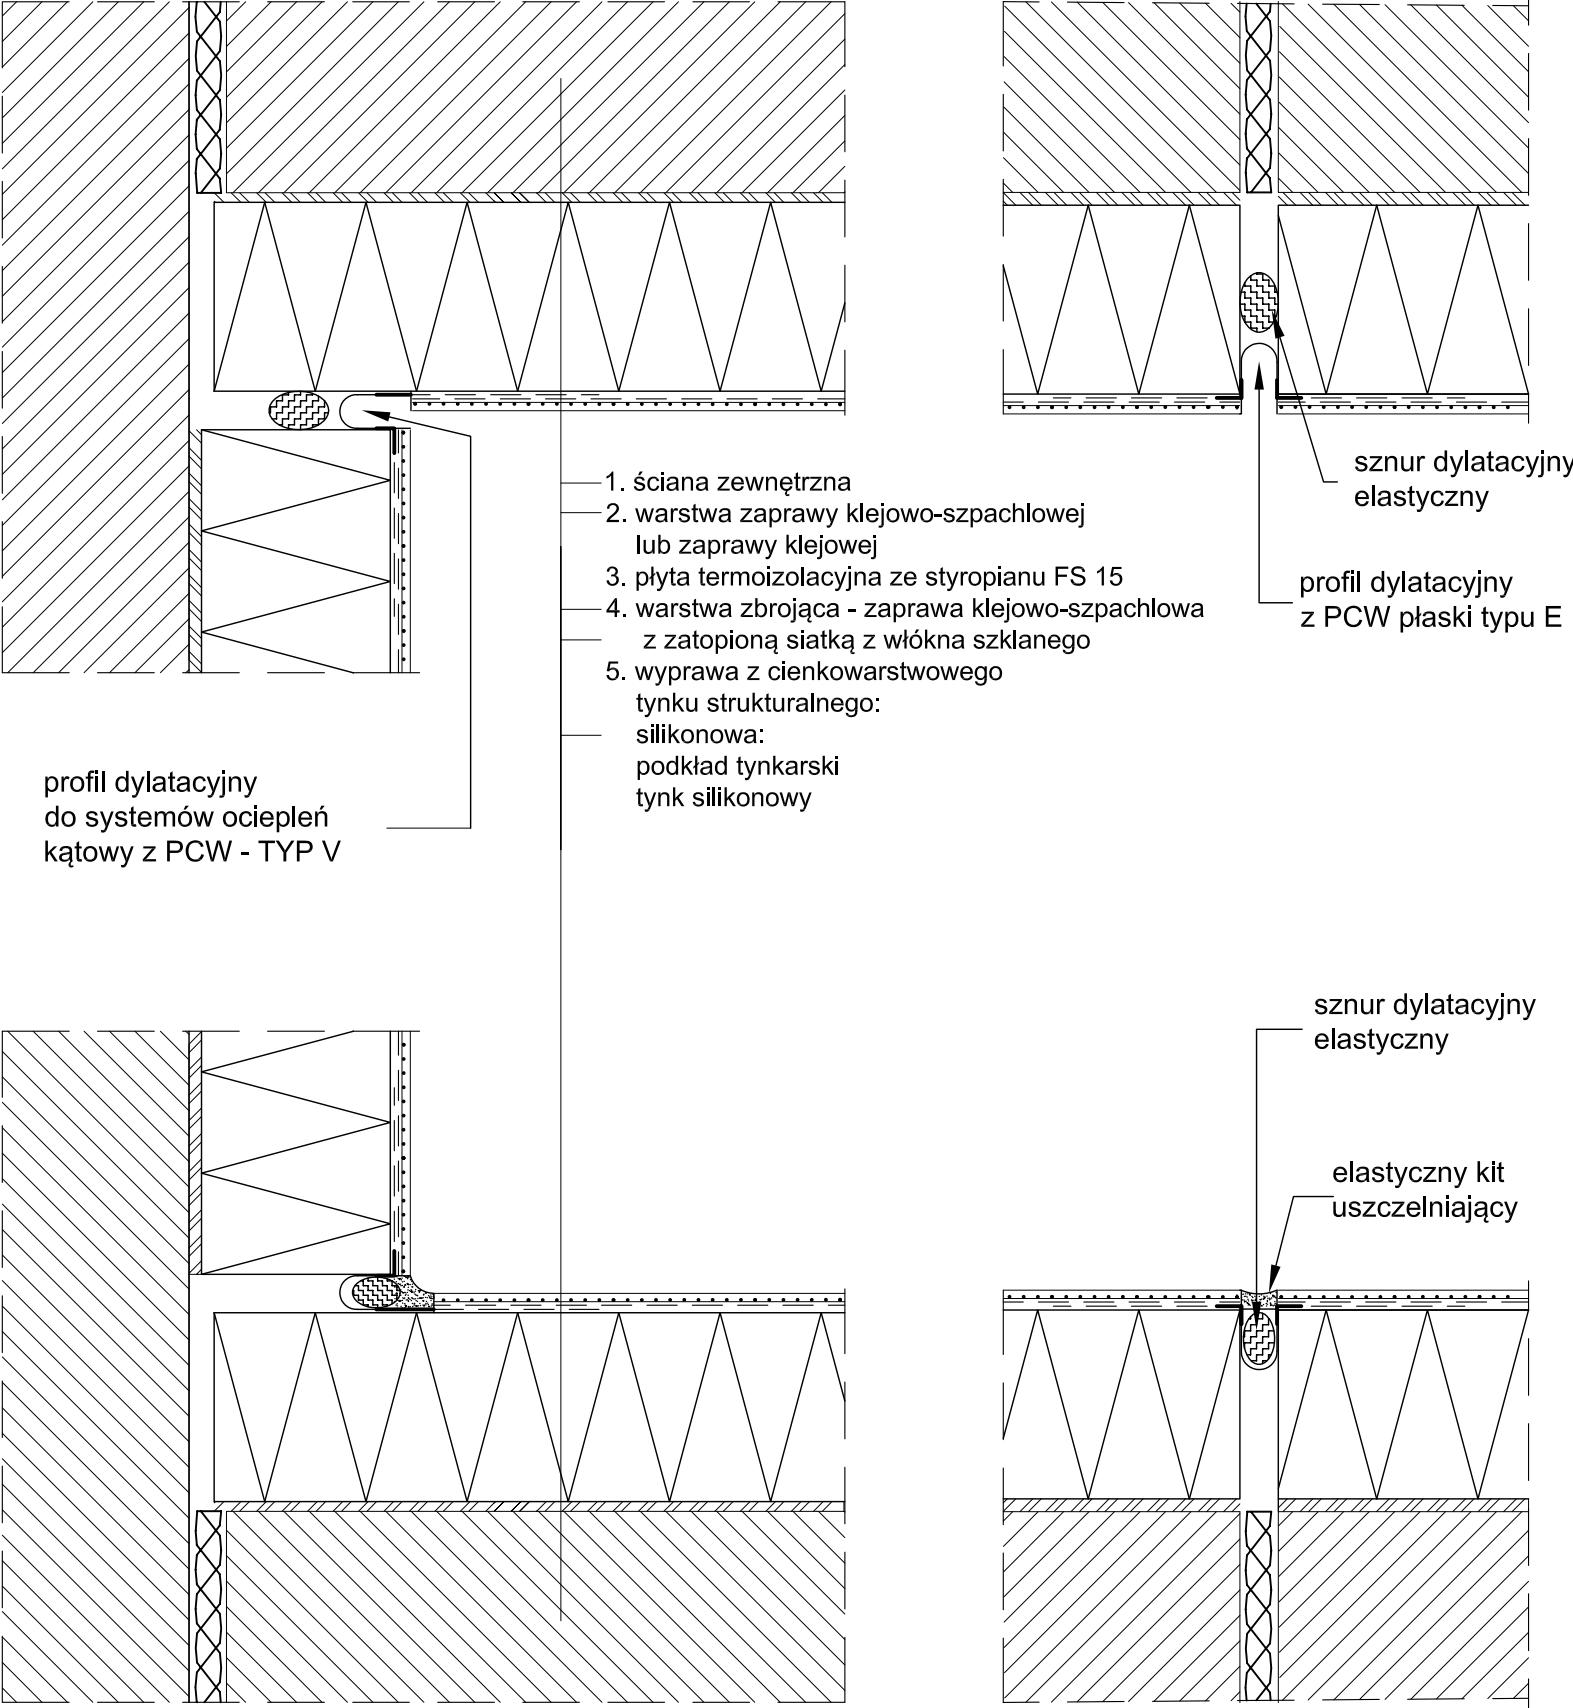 sznur dylatacyjny
elastyczny
1. ściana zewnętrzna
2. warstwa zaprawy klejowo-szpachlowej
lub zaprawy klejowej
3. płyta termoizolacyjna ze styropianu FS 15
4. warstwa zbrojąca - zaprawa klejowo-szpachlowa
z zatopioną siatką z włókna szklanego
5. wyprawa z cienkowarstwowego
tynku strukturalnego:
silikonowa:
podkład tynkarski
tynk silikonowy
profil dylatacyjny
z PCW płaski typu E
profil dylatacyjny
do systemów ociepleń
kątowy z PCW - TYP V
sznur dylatacyjny
elastyczny
elastyczny kit
uszczelniający